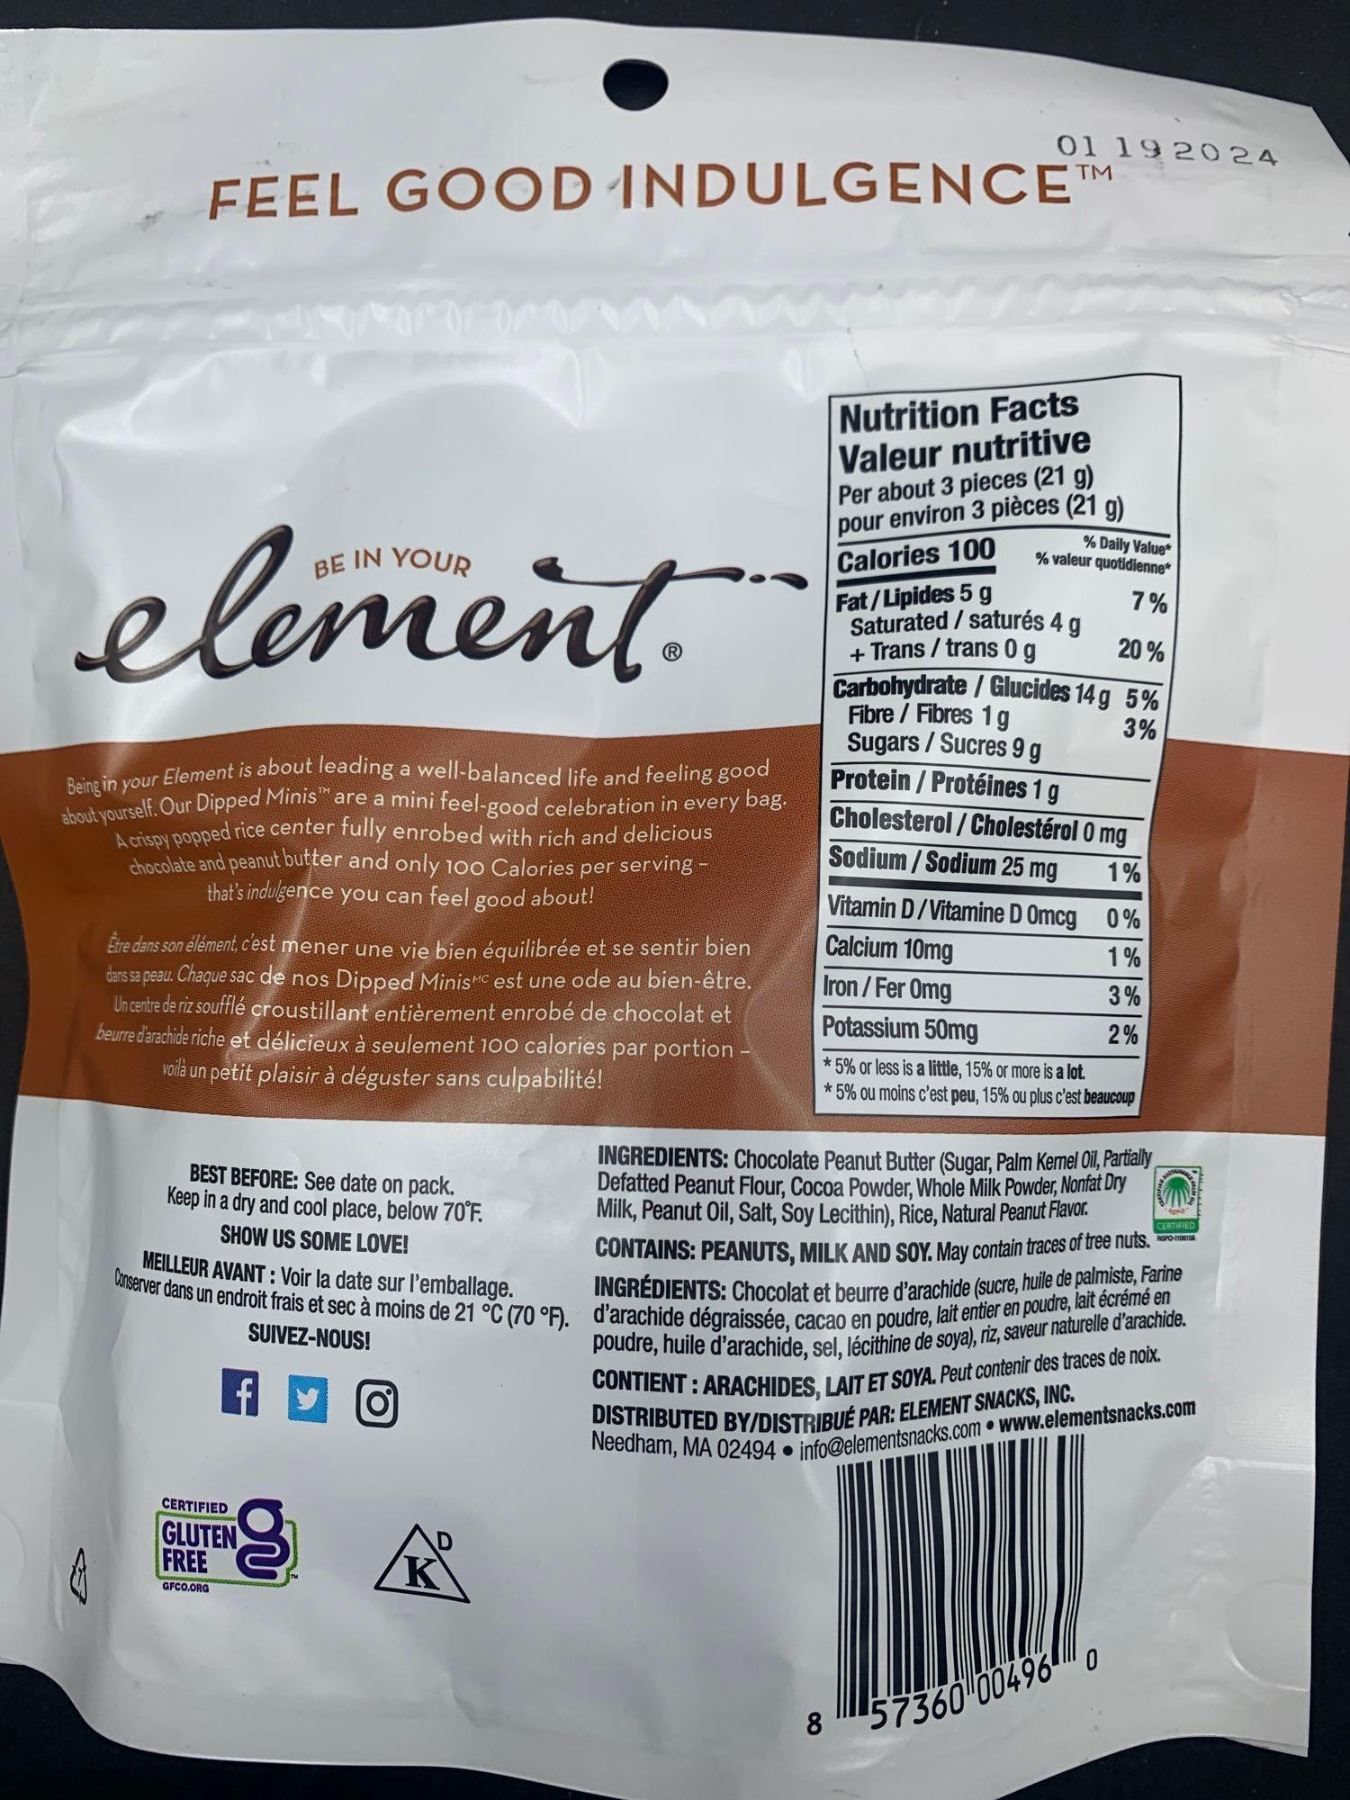 01 19 2024
FEEL GOOD INDULGENCE™
BE IN YOUR
element®
Being in your Element is about leading a well-balanced life and feeling good
about yourself. Our Dipped Minis™ are a mini feel-good celebration in every bag.
A crispy popped rice center fully enrobed with rich and delicious
chocolate and peanut butter and only 100 Calories per serving –
that's indulgence you can feel good about!
Être dans son élément, c'est mener une vie bien équilibrée et se sentir bien
dans sa peau. Chaque sac de nos Dipped Minisᴹᶜ est une ode au bien-être.
Un centre de riz soufflé croustillant entièrement enrobé de chocolat et
beurre d'arachide riche et délicieux à seulement 100 calories par portion –
voilà un petit plaisir à déguster sans culpabilité!
Nutrition Facts
Valeur nutritive
Per about 3 pieces (21 g)
pour environ 3 pièces (21 g)
Calories 100
% Daily Value*
% valeur quotidienne*
Fat / Lipides 5 g 7 %
Saturated / saturés 4 g
+ Trans / trans 0 g 20 %
Carbohydrate / Glucides 14 g 5 %
Fibre / Fibres 1 g 3 %
Sugars / Sucres 9 g
Protein / Protéines 1 g
Cholesterol / Cholestérol 0 mg
Sodium / Sodium 25 mg 1 %
Vitamin D / Vitamine D 0mcg 0 %
Calcium 10mg 1 %
Iron / Fer 0mg 3 %
Potassium 50mg 2 %
* 5% or less is a little, 15% or more is a lot.
* 5% ou moins c'est peu, 15% ou plus c'est beaucoup
BEST BEFORE: See date on pack.
Keep in a dry and cool place, below 70°F.
SHOW US SOME LOVE!
MEILLEUR AVANT : Voir la date sur l'emballage.
Conserver dans un endroit frais et sec à moins de 21 °C (70 °F).
SUIVEZ-NOUS!
INGREDIENTS: Chocolate Peanut Butter (Sugar, Palm Kernel Oil, Partially
Defatted Peanut Flour, Cocoa Powder, Whole Milk Powder, Nonfat Dry
Milk, Peanut Oil, Salt, Soy Lecithin), Rice, Natural Peanut Flavor.
CONTAINS: PEANUTS, MILK AND SOY. May contain traces of tree nuts.
CERTIFIED
INGRÉDIENTS: Chocolat et beurre d'arachide (sucre, huile de palmiste, Farine
d'arachide dégraissée, cacao en poudre, lait entier en poudre, lait écrémé en
poudre, huile d'arachide, sel, lécithine de soya), riz, saveur naturelle d'arachide.
CONTIENT : ARACHIDES, LAIT ET SOYA. Peut contenir des traces de noix.
DISTRIBUTED BY/DISTRIBUÉ PAR: ELEMENT SNACKS, INC.
Needham, MA 02494 • info@elementsnacks.com • www.elementsnacks.com
CERTIFIED
GLUTEN
FREE
GFCO.ORG
g
K D
7
8 57360 00496 0